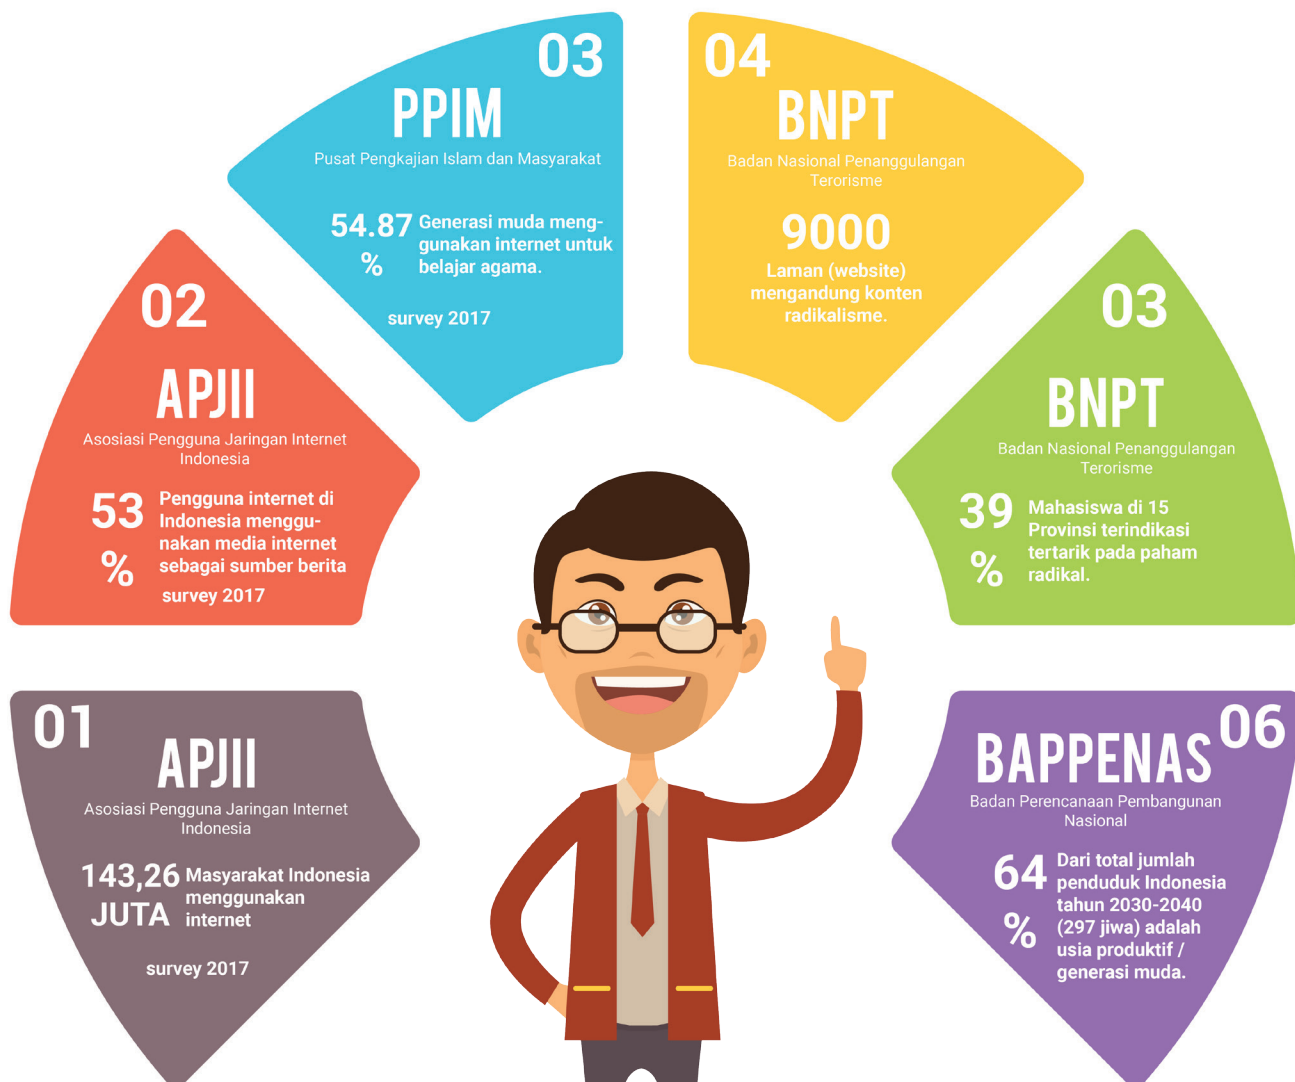 01
APJII
Asosiasi Pengguna Jaringan Internet
Indonesia
143,26
JUTA
Masyarakat Indonesia
menggunakan
internet
survey 2017
02
APJII
Asosiasi Pengguna Jaringan Internet
Indonesia
53
%
Pengguna internet di
Indonesia menggu-
nakan media internet
sebagai sumber berita
survey 2017
03
PPIM
Pusat Pengkajian Islam dan Masyarakat
54.87
%
Generasi muda meng-
gunakan internet untuk
belajar agama.
survey 2017
04
BNPT
Badan Nasional Penanggulangan
Terorisme
9000
Laman (website)
mengandung konten
radikalisme.
03
BNPT
Badan Nasional Penanggulangan
Terorisme
39
%
Mahasiswa di 15
Provinsi terindikasi
tertarik pada paham
radikal.
06
BAPPENAS
Badan Perencanaan Pembangunan
Nasional
64
%
Dari total jumlah
penduduk Indonesia
tahun 2030-2040
(297 jiwa) adalah
usia produktif /
generasi muda.